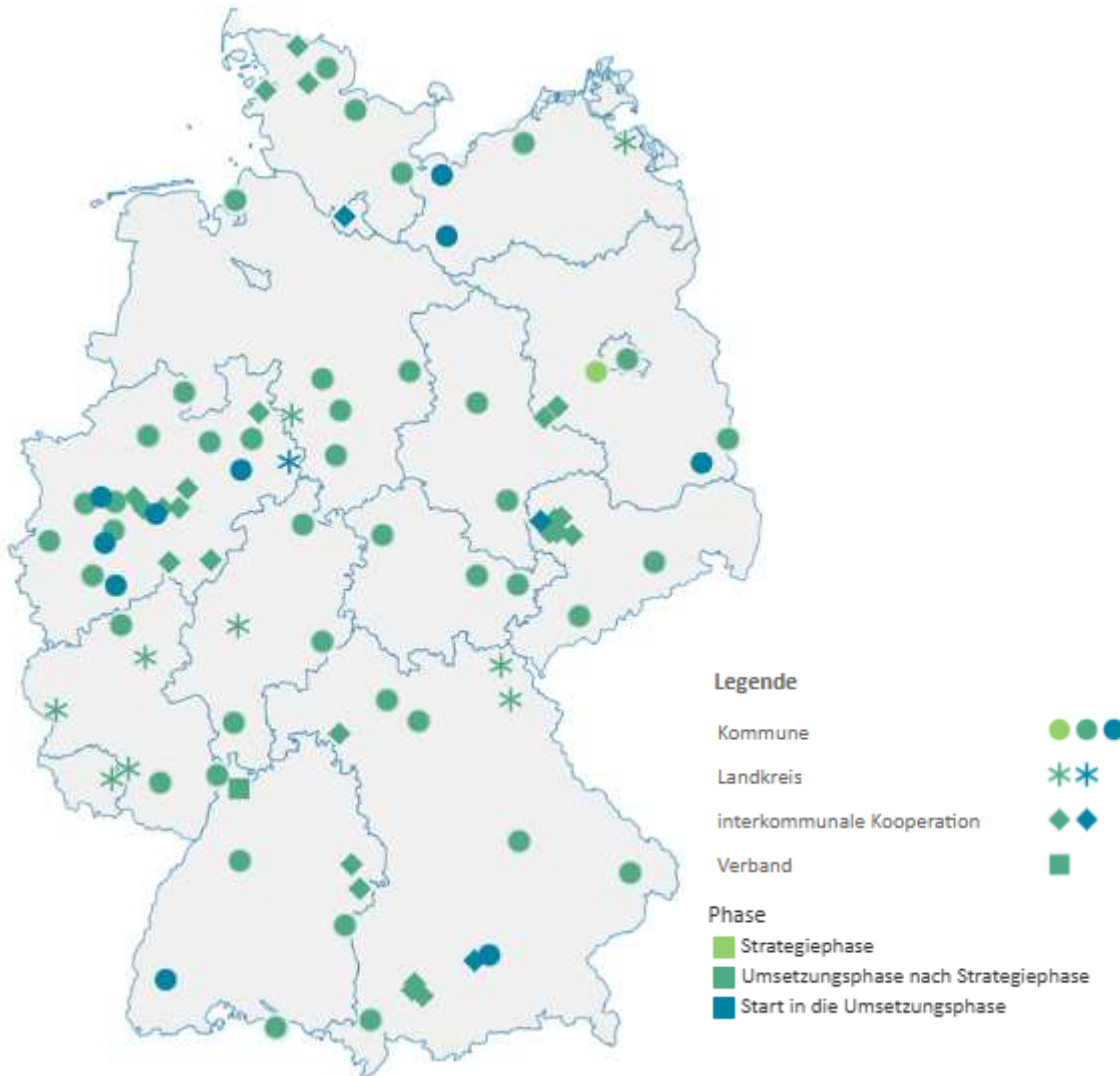 Legende
Kommune
Landkreis
interkommunale Kooperation
Verband
Phase
Strategiephase
Umsetzungsphase nach Strategiephase
Start in die Umsetzungsphase